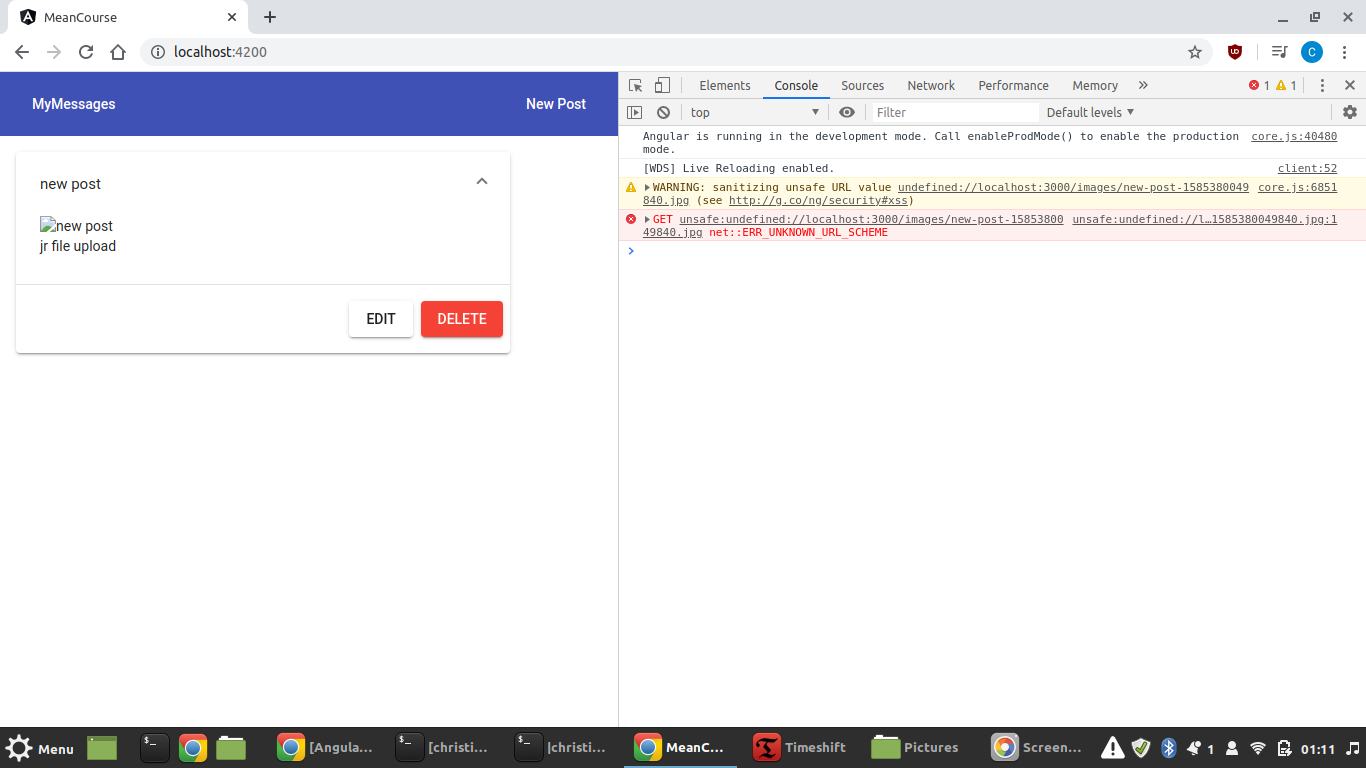 MeanCourse
localhost:4200
C
MyMessages
New Post
new post
new post
jr file upload
EDIT
DELETE
Elements Console Sources Network Performance Memory » 1 1
top Filter Default levels
Angular is running in the development mode. Call enableProdMode() to enable the production core.js:40480
mode.
[WDS] Live Reloading enabled. client:52
WARNING: sanitizing unsafe URL value undefined://localhost:3000/images/new-post-1585380049 core.js:6851
840.jpg (see http://g.co/ng/security#xss)
GET unsafe:undefined://localhost:3000/images/new-post-15853800 unsafe:undefined://l…1585380049840.jpg:1
49840.jpg net::ERR_UNKNOWN_URL_SCHEME
Menu [Angula... [christi... |christi... MeanC... Timeshift Pictures Screen... 1 01:11